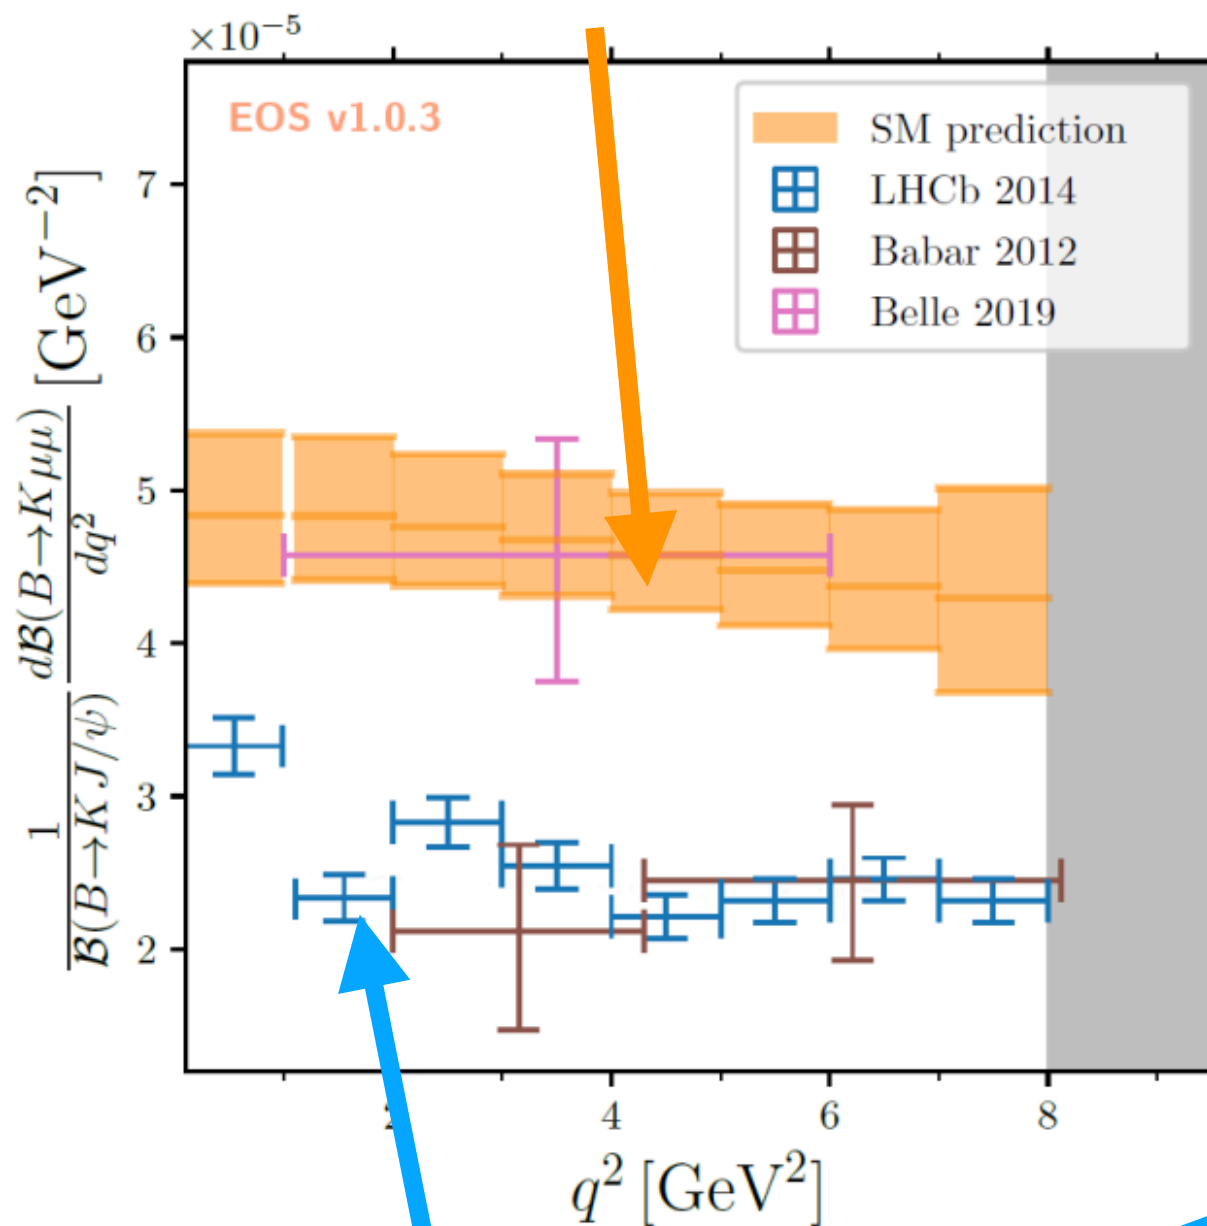 ×10⁻⁵
EOS v1.0.3
SM prediction
LHCb 2014
Babar 2012
Belle 2019
1/𝓑(B→K J/ψ) d𝓑(B→Kμμ)/dq² [GeV⁻²]
7
6
5
4
3
2
2 4 6 8
q² [GeV²]